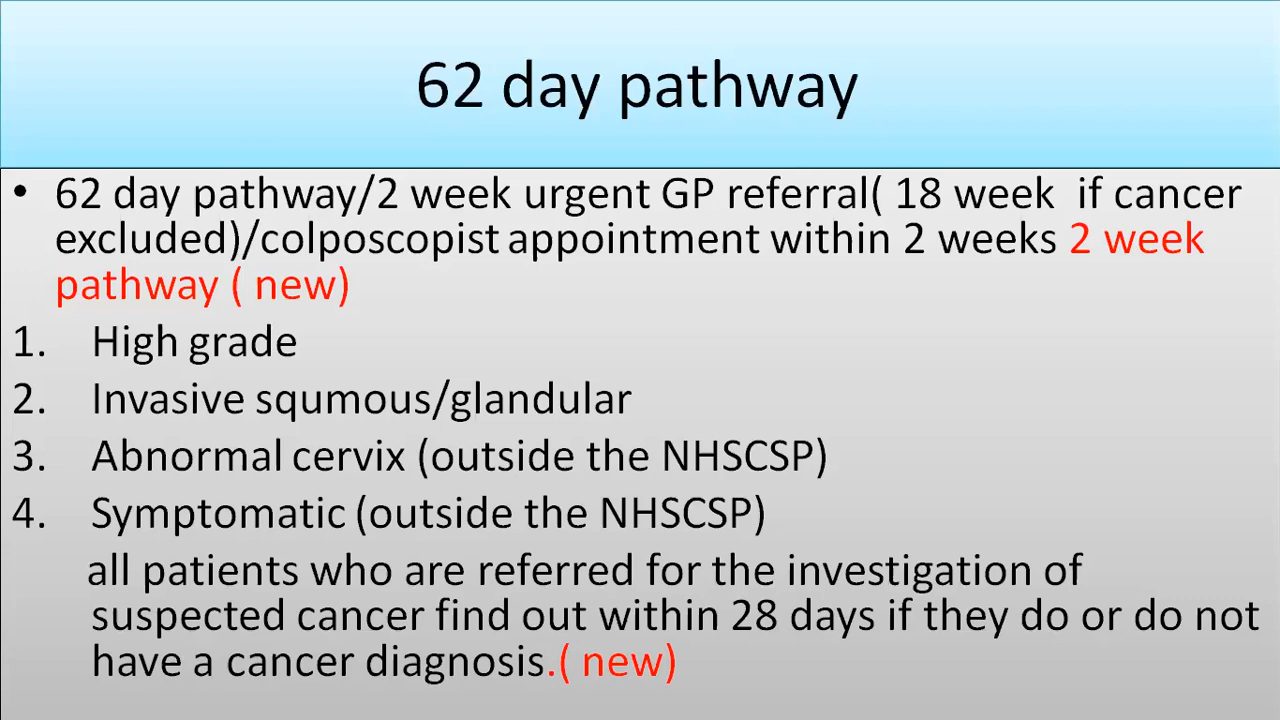 62 day pathway
• 62 day pathway/2 week urgent GP referral( 18 week  if cancer
excluded)/colposcopist appointment within 2 weeks 2 week
pathway ( new)
1. High grade
2. Invasive squmous/glandular
3. Abnormal cervix (outside the NHSCSP)
4. Symptomatic (outside the NHSCSP)
all patients who are referred for the investigation of
suspected cancer find out within 28 days if they do or do not
have a cancer diagnosis.( new)